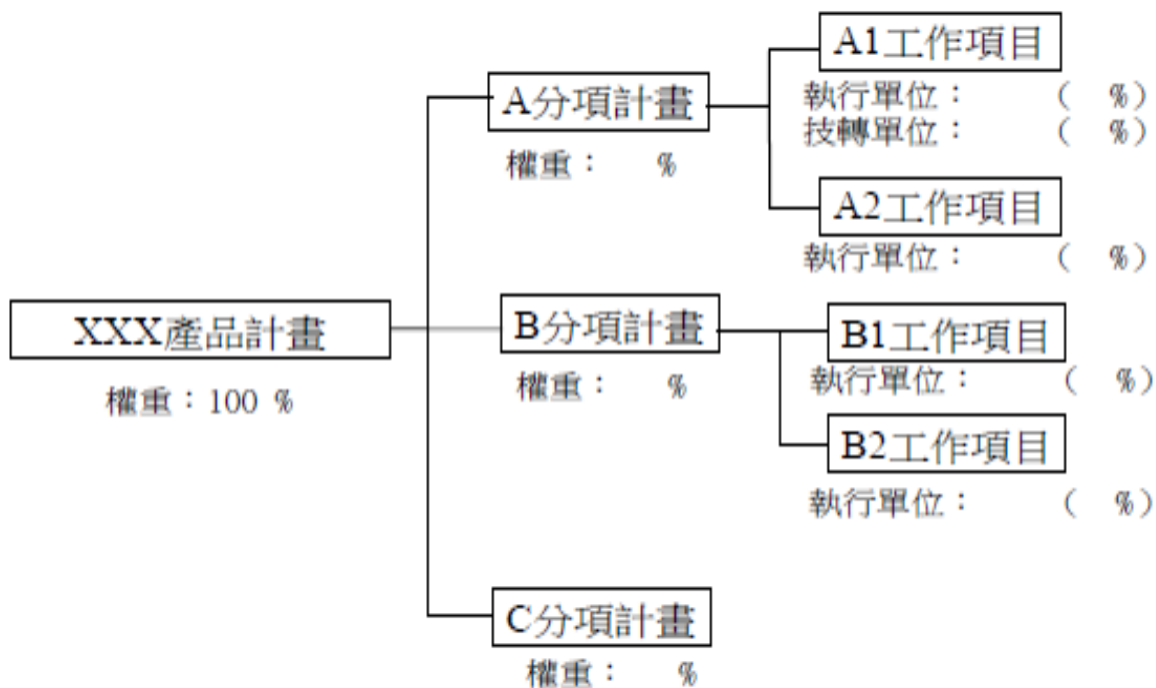 XXX產品計畫
權重：100 %
A分項計畫
權重： %
A1工作項目
執行單位： ( %)
技轉單位： ( %)
A2工作項目
執行單位： ( %)
B分項計畫
權重： %
B1工作項目
執行單位： ( %)
B2工作項目
執行單位： ( %)
C分項計畫
權重： %